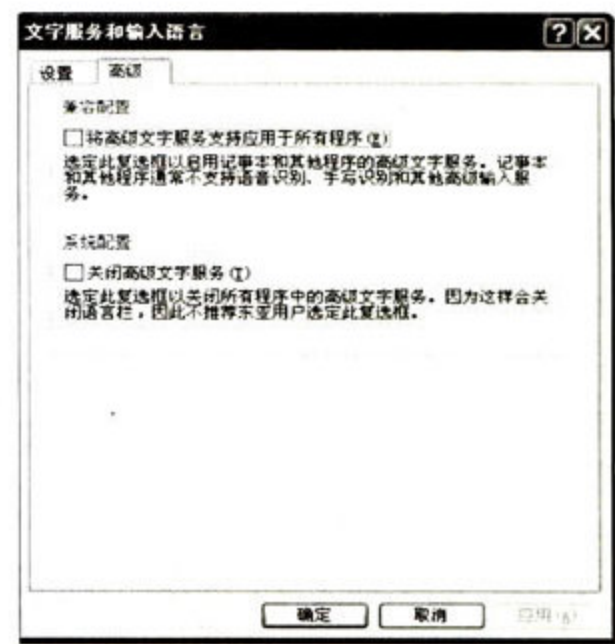 文字服务和输入语言
设置 高级
兼容配置
将高级文字服务支持应用于所有程序(E)
选定此复选框以启用记事本和其他程序的高级文字服务。记事本
和其他程序通常不支持语音识别、手写识别和其他高级输入服
务。
系统配置
关闭高级文字服务(T)
选定此复选框以关闭所有程序中的高级文字服务。因为这样会关
闭语言栏，因此不推荐东亚用户选定此复选框。
确定 取消 应用(A)